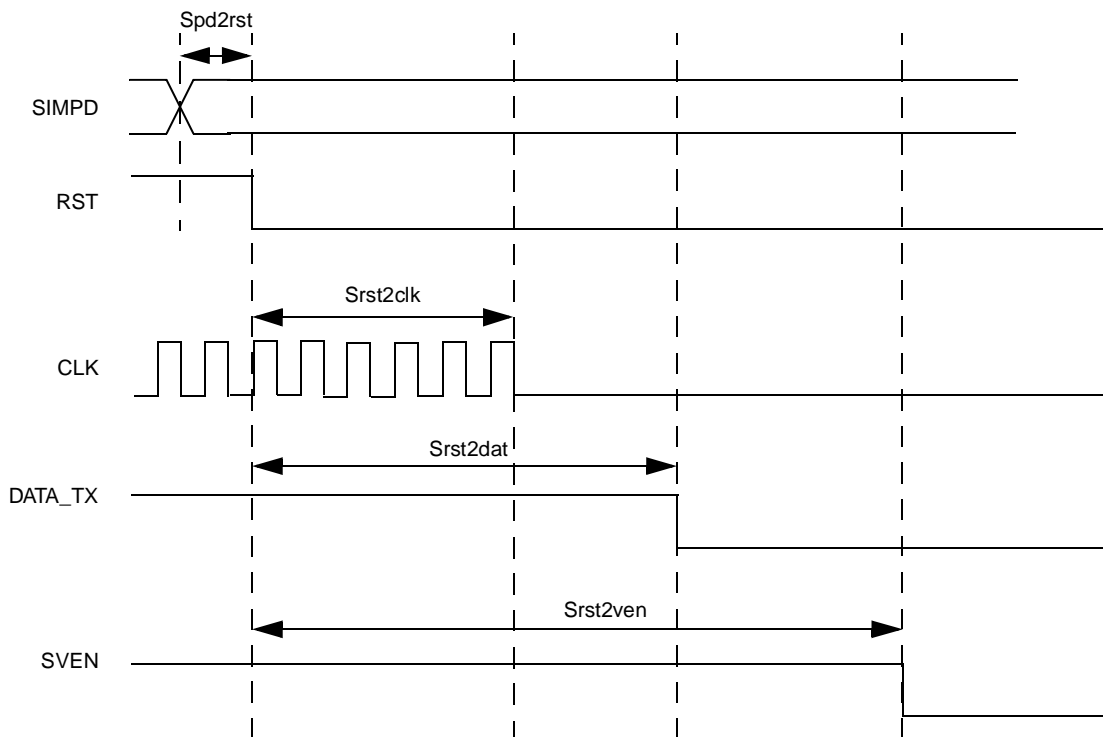 Spd2rst
SIMPD
RST
Srst2clk
CLK
Srst2dat
DATA_TX
Srst2ven
SVEN